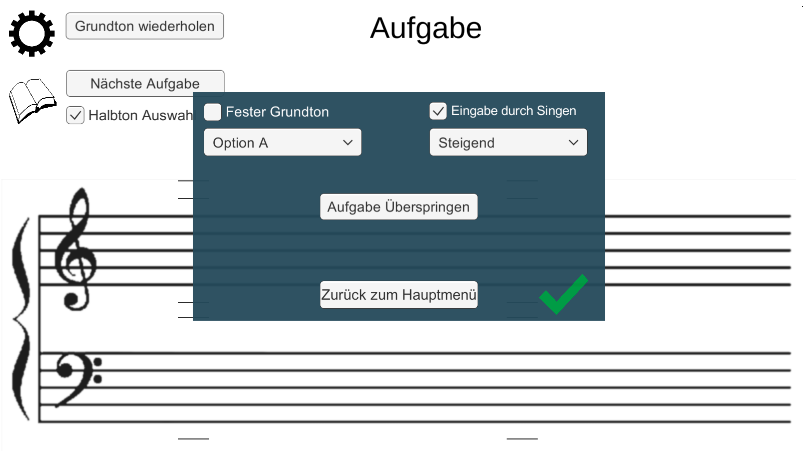 Aufgabe
Grundton wiederholen
Nächste Aufgabe
Halbton Auswah
Fester Grundton
Eingabe durch Singen
Option A
Steigend
Aufgabe Überspringen
Zurück zum Hauptmenü